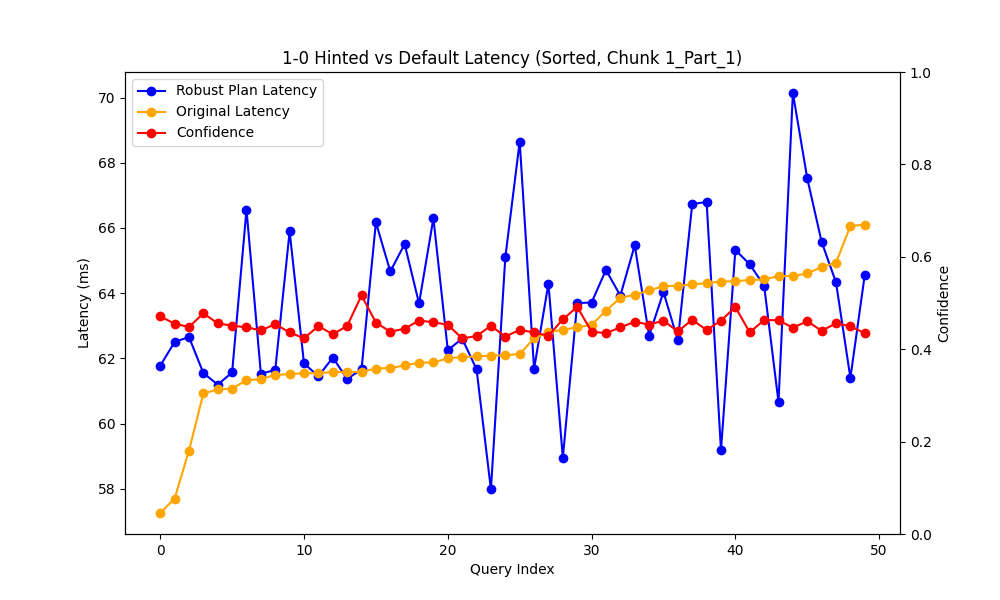 1-0 Hinted vs Default Latency (Sorted, Chunk 1_Part_1)
Robust Plan Latency
Original Latency
Confidence
Latency (ms)
70
68
66
64
62
60
58
1.0
0.8
0.6
0.4
0.2
0.0
Confidence
0 10 20 30 40 50
Query Index